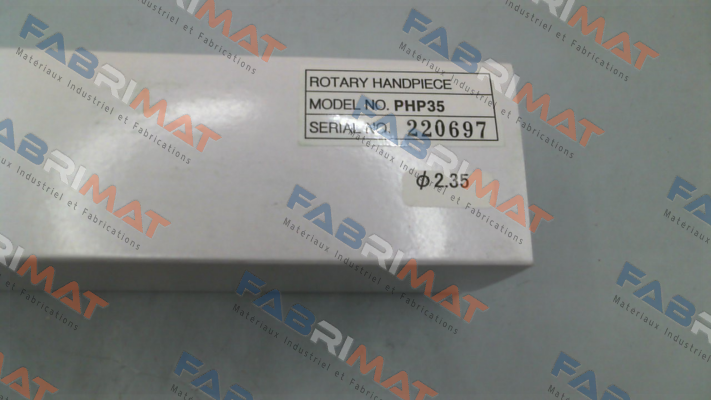 ROTARY HANDPIECE
MODEL NO. PHP35
SERIAL NO. 220697
φ2.35
FABRIMAT
Materiaux Industriel et Fabrications